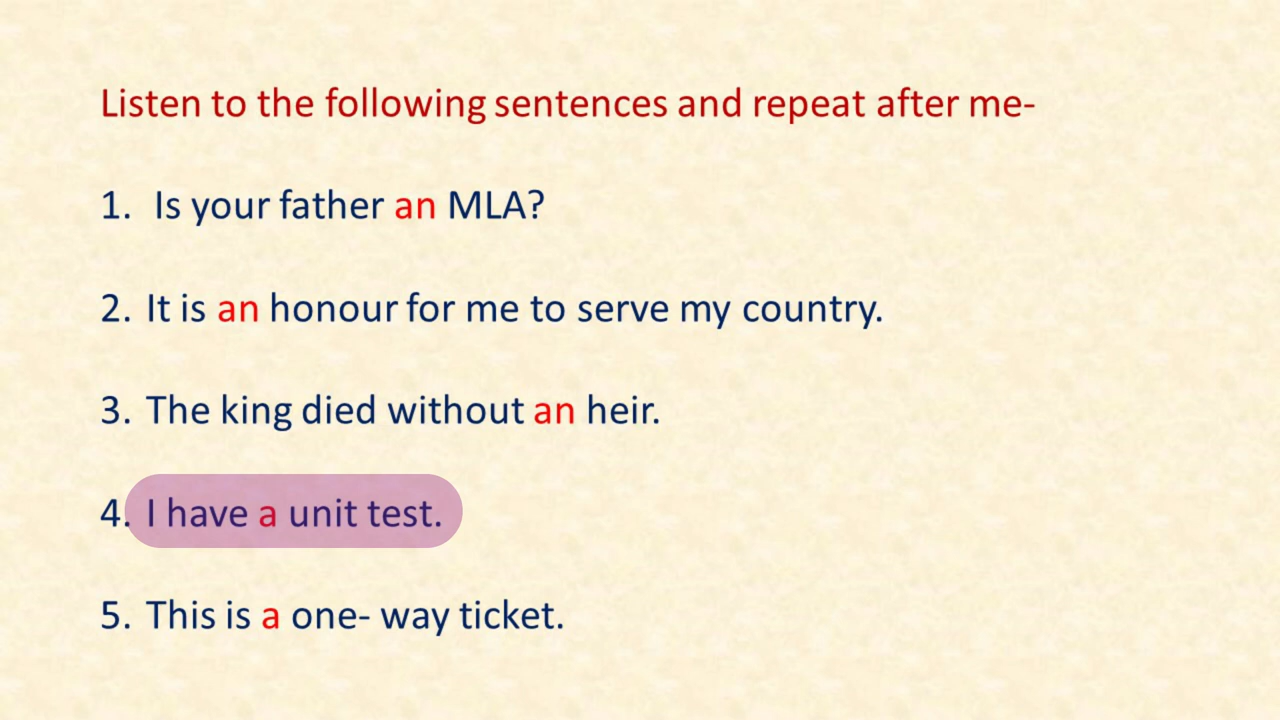 Listen to the following sentences and repeat after me-
1. Is your father an MLA?
2. It is an honour for me to serve my country.
3. The king died without an heir.
4. I have a unit test.
5. This is a one- way ticket.